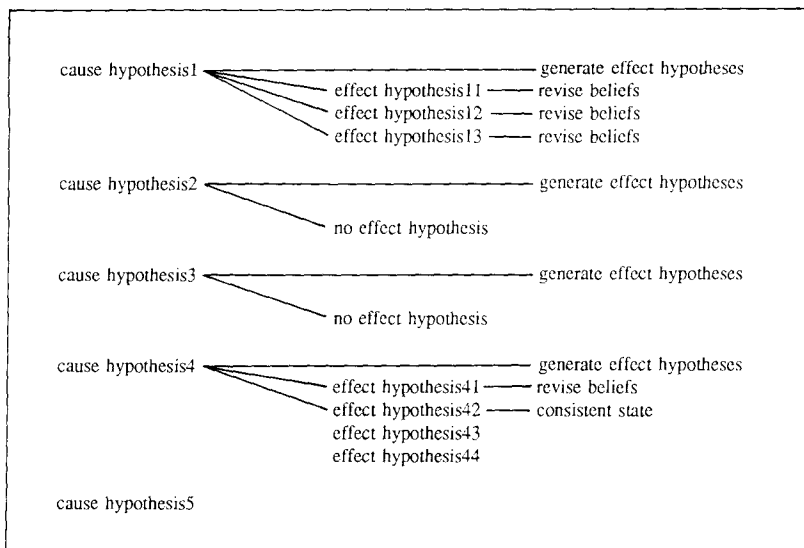 cause hypothesis1 generate effect hypotheses
effect hypothesis11 revise beliefs
effect hypothesis12 revise beliefs
effect hypothesis13 revise beliefs
cause hypothesis2 generate effect hypotheses
no effect hypothesis
cause hypothesis3 generate effect hypotheses
no effect hypothesis
cause hypothesis4 generate effect hypotheses
effect hypothesis41 revise beliefs
effect hypothesis42 consistent state
effect hypothesis43
effect hypothesis44
cause hypothesis5